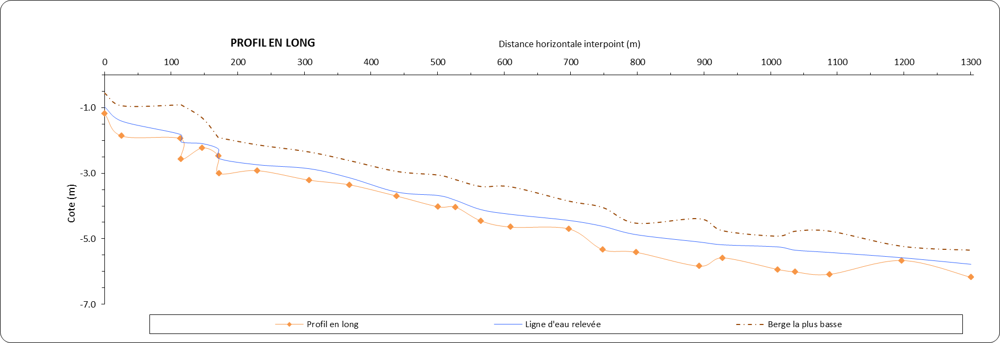 PROFIL EN LONG
Distance horizontale interpoint (m)
0 100 200 300 400 500 600 700 800 900 1000 1100 1200 1300
-1.0
-3.0
Cote (m)
-5.0
-7.0
Profil en long Ligne d'eau relevée Berge la plus basse